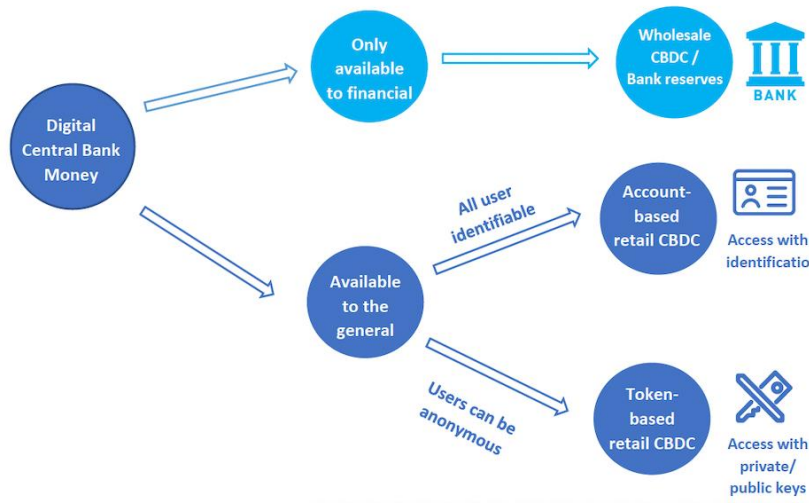 Only
available
to financial
Wholesale
CBDC /
Bank reserves
BANK
Digital
Central Bank
Money
All user
identifiable
Account-
based
retail CBDC
Access with
identificatio
Available
to the
general
Users can be
anonymous
Token-
based
retail CBDC
Access with
private/
public keys